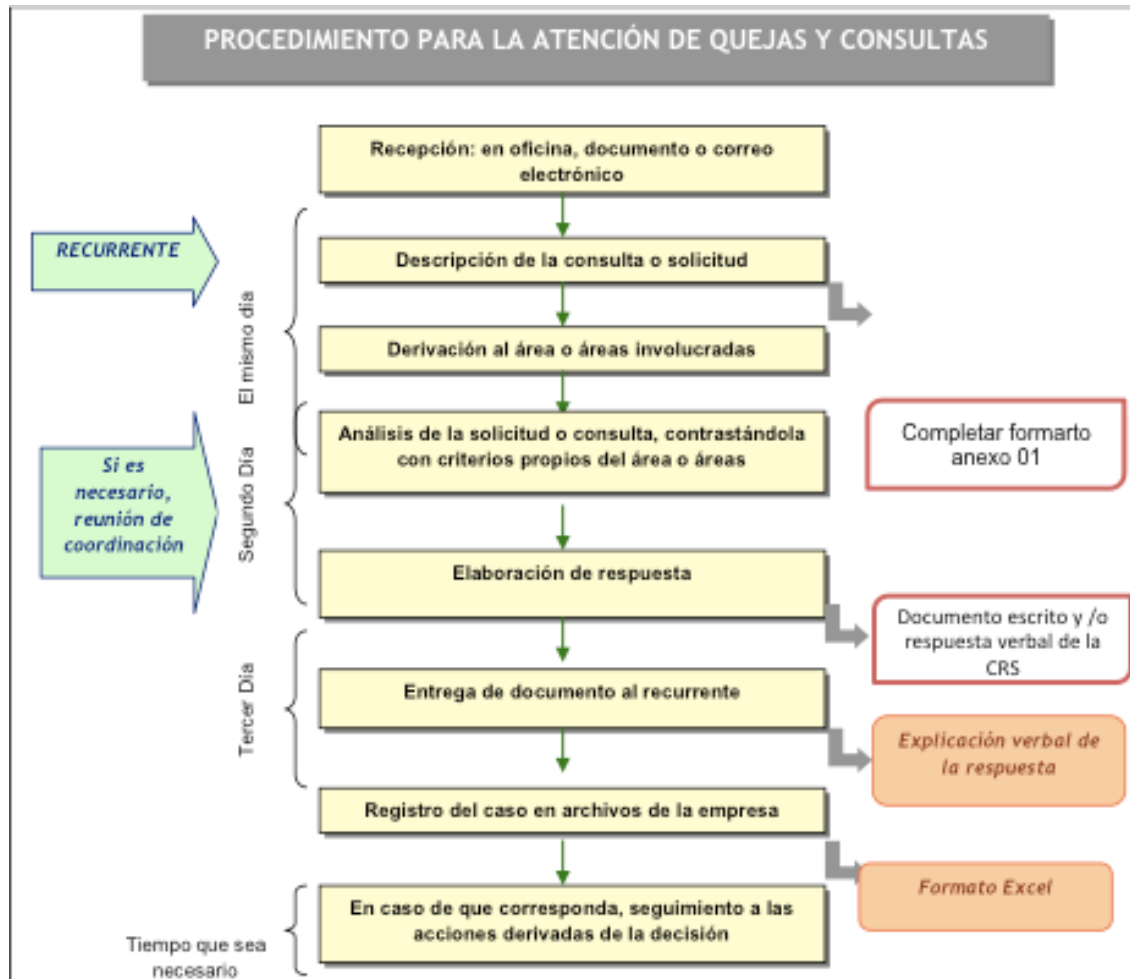 PROCEDIMIENTO PARA LA ATENCIÓN DE QUEJAS Y CONSULTAS
Recepción: en oficina, documento o correo
electrónico
RECURRENTE
Descripción de la consulta o solicitud
El mismo día
Derivación al área o áreas involucradas
Análisis de la solicitud o consulta, contrastándola
con criterios propios del área o áreas
Completar formarto
anexo 01
Si es
necesario,
reunión de
coordinación
Segundo Día
Elaboración de respuesta
Documento escrito y /o
respuesta verbal de la
CRS
Tercer Día
Entrega de documento al recurrente
Explicación verbal de
la respuesta
Registro del caso en archivos de la empresa
Formato Excel
En caso de que corresponda, seguimiento a las
acciones derivadas de la decisión
Tiempo que sea
necesario